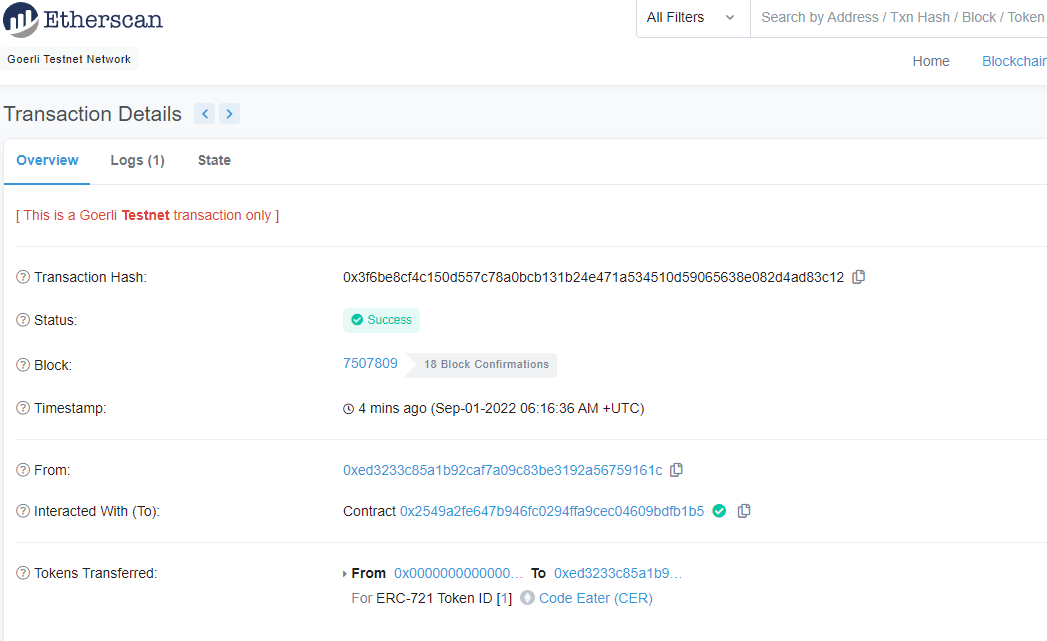 Etherscan
All Filters
Search by Address / Txn Hash / Block / Token
Goerli Testnet Network
Home Blockchain
Transaction Details
Overview Logs (1) State
[ This is a Goerli Testnet transaction only ]
Transaction Hash: 0x3f6be8cf4c150d557c78a0bcb131b24e471a534510d59065638e082d4ad83c12
Status: Success
Block: 7507809 18 Block Confirmations
Timestamp: 4 mins ago (Sep-01-2022 06:16:36 AM +UTC)
From: 0xed3233c85a1b92caf7a09c83be3192a56759161c
Interacted With (To): Contract 0x2549a2fe647b946fc0294ffa9cec04609bdfb1b5
Tokens Transferred: From 0x0000000000000... To 0xed3233c85a1b9...
For ERC-721 Token ID [1] Code Eater (CER)